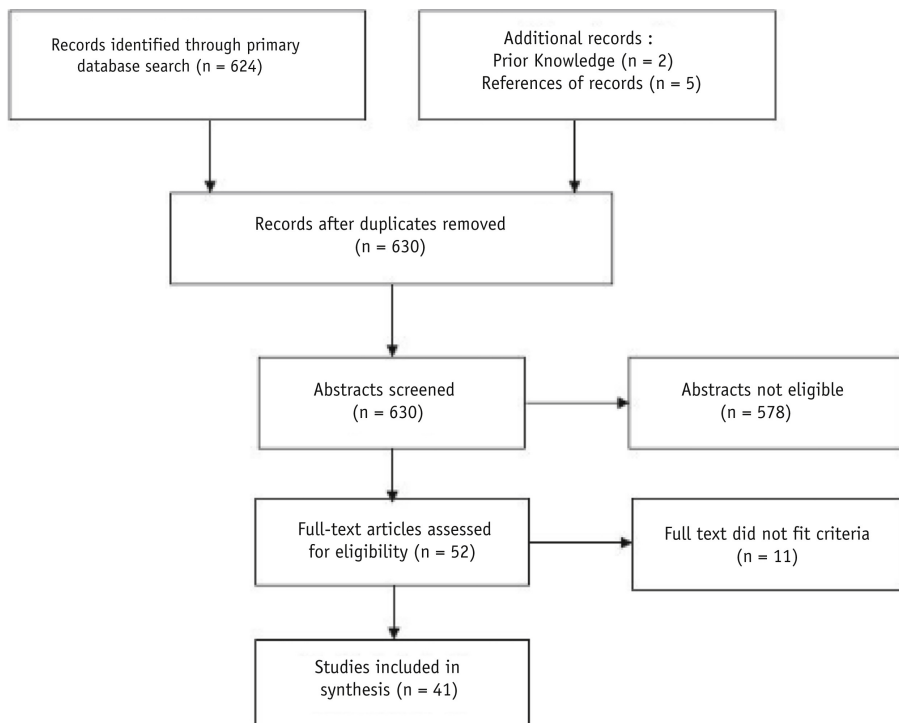 Records identified through primary
database search (n = 624)
Additional records :
Prior Knowledge (n = 2)
References of records (n = 5)
Records after duplicates removed
(n = 630)
Abstracts screened
(n = 630)
Abstracts not eligible
(n = 578)
Full-text articles assessed
for eligibility (n = 52)
Full text did not fit criteria
(n = 11)
Studies included in
synthesis (n = 41)